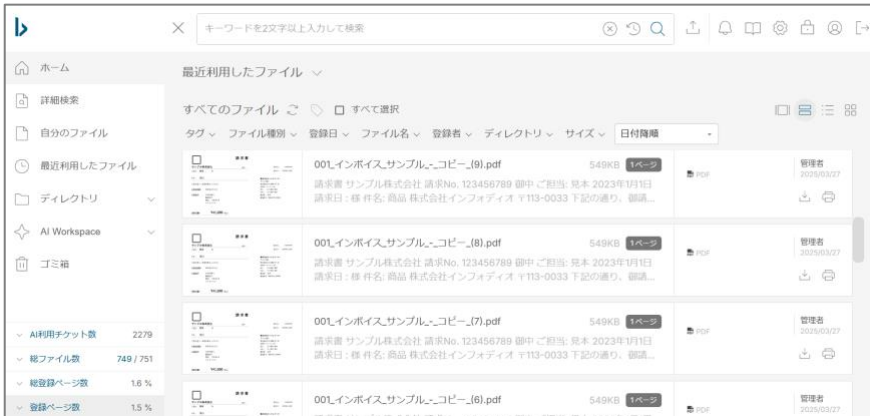 キーワードを2文字以上入力して検索
ホーム
詳細検索
自分のファイル
最近利用したファイル
ディレクトリ
AI Workspace
ゴミ箱
AI利用チケット数 2279
総ファイル数 749 / 751
総登録ページ数 1.6 %
登録ページ数 1.5 %
最近利用したファイル
すべてのファイル すべて選択
タグ ファイル種別 登録日 ファイル名 登録者 ディレクトリ サイズ 日付降順
001_インボイス_サンプル_-_コピー_(9).pdf 549KB 1ページ PDF 管理者
2025/03/27
請求書 サンプル株式会社 請求No. 123456789 御中 ご担当: 見本 2023年1月1日
請求日 : 様 件名: 商品 株式会社インフォディオ 〒113-0033 下記の通り、御請...
001_インボイス_サンプル_-_コピー_(8).pdf 549KB 1ページ PDF 管理者
2025/03/27
請求書 サンプル株式会社 請求No. 123456789 御中 ご担当: 見本 2023年1月1日
請求日 : 様 件名: 商品 株式会社インフォディオ 〒113-0033 下記の通り、御請...
001_インボイス_サンプル_-_コピー_(7).pdf 549KB 1ページ PDF 管理者
2025/03/27
請求書 サンプル株式会社 請求No. 123456789 御中 ご担当: 見本 2023年1月1日
請求日 : 様 件名: 商品 株式会社インフォディオ 〒113-0033 下記の通り、御請...
001_インボイス_サンプル_-_コピー_(6).pdf 549KB 1ページ PDF 管理者
2025/03/27